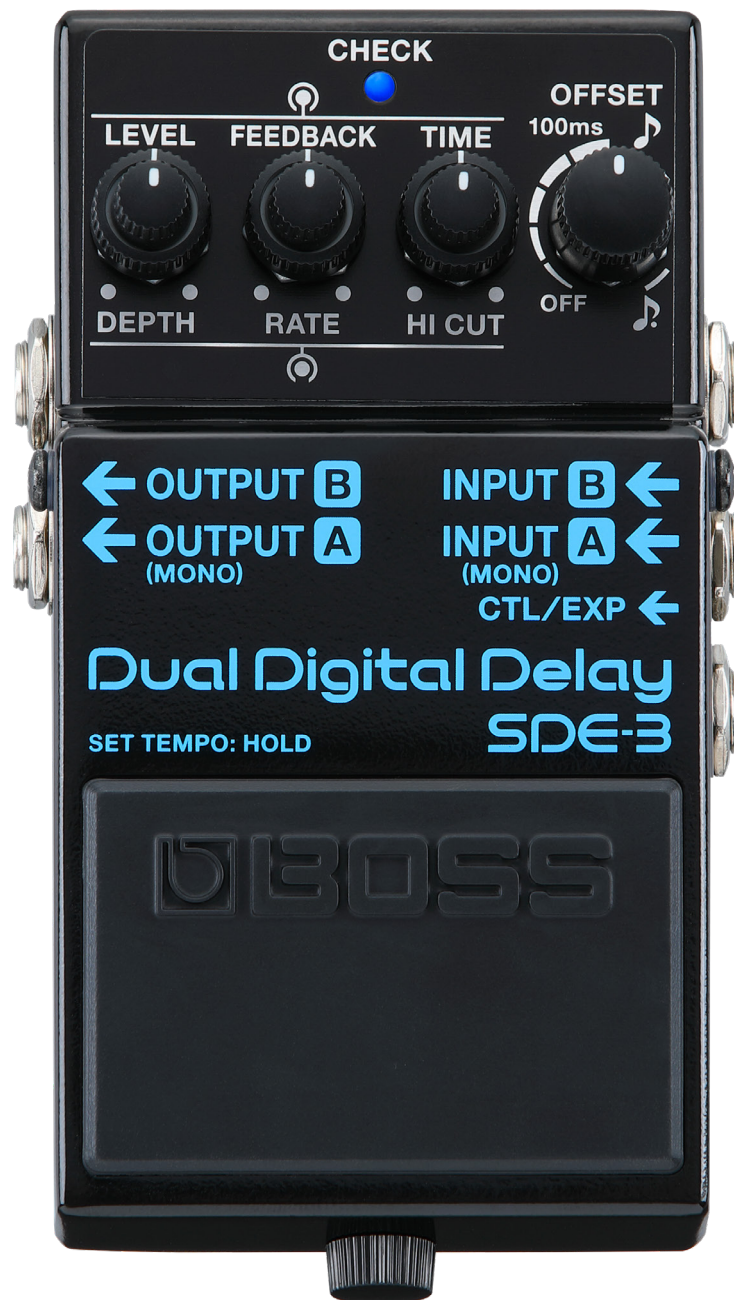 CHECK
OFFSET
100ms
LEVEL FEEDBACK TIME
OFF
DEPTH RATE HI CUT
OUTPUT B INPUT B
OUTPUT A INPUT A
(MONO) (MONO)
CTL/EXP
Dual Digital Delay
SET TEMPO: HOLD SDE-3
BOSS